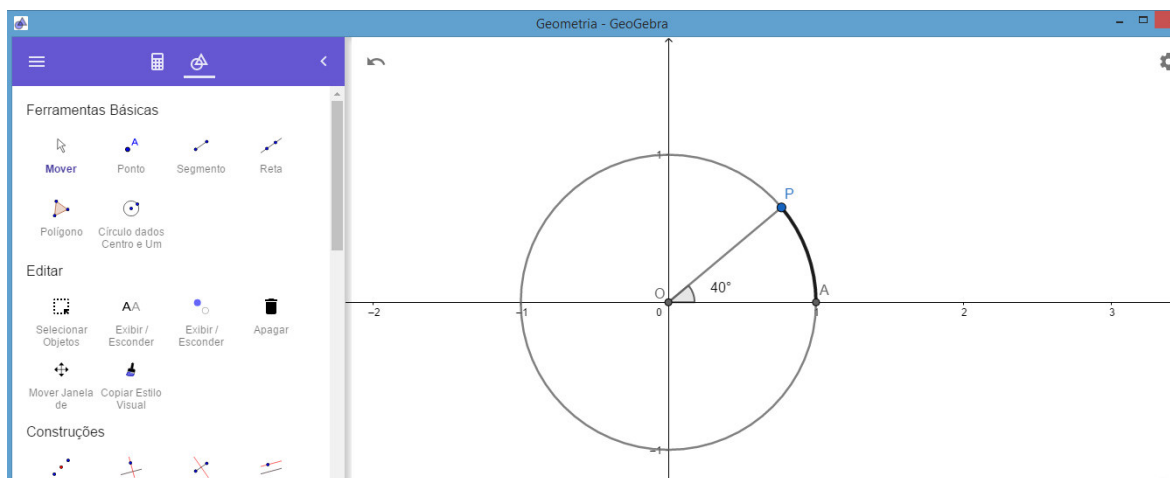 Geometria - GeoGebra
Ferramentas Básicas
Mover Ponto Segmento Reta
Polígono Círculo dados
Centro e Um
Editar
AA
Selecionar Exibir / Exibir / Apagar
Objetos Esconder Esconder
Mover Janela Copiar Estilo
de Visual
Construções
1
P
O 40° A
−2 −1 0 1 2 3
−1